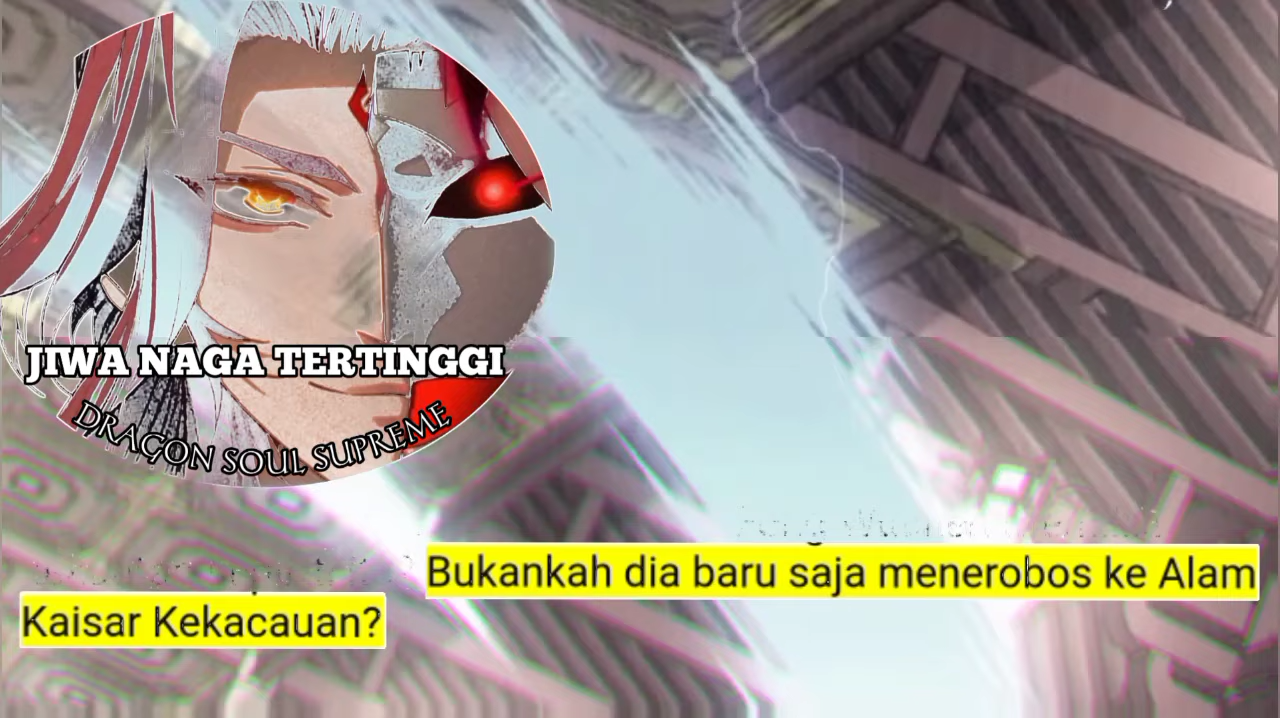 JIWA NAGA TERTINGGI
DRAGON SOUL SUPREME
Bukankah dia baru saja menerobos ke Alam
Kaisar Kekacauan?